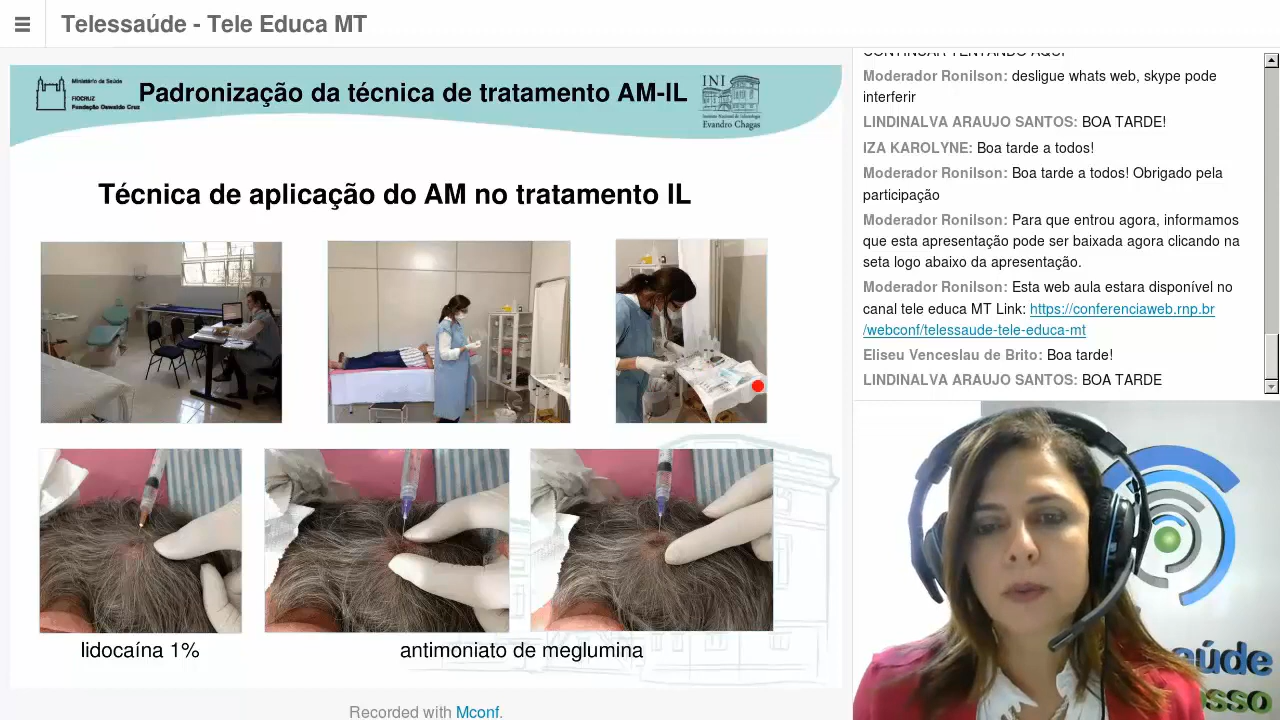 Telessaúde - Tele Educa MT
Ministério da Saúde
FIOCRUZ
Fundação Oswaldo Cruz
Padronização da técnica de tratamento AM-IL
INI
Evandro Chagas
Técnica de aplicação do AM no tratamento IL
lidocaína 1%
antimoniato de meglumina
Recorded with Mconf.
CONTINUAR TENTANDO AQUI
Moderador Ronilson: desligue whats web, skype pode
interferir
LINDINALVA ARAUJO SANTOS: BOA TARDE!
IZA KAROLYNE: Boa tarde a todos!
Moderador Ronilson: Boa tarde a todos! Obrigado pela
participação
Moderador Ronilson: Para que entrou agora, informamos
que esta apresentação pode ser baixada agora clicando na
seta logo abaixo da apresentação.
Moderador Ronilson: Esta web aula estara disponível no
canal tele educa MT Link: https://conferenciaweb.rnp.br
/webconf/telessaude-tele-educa-mt
Eliseu Venceslau de Brito: Boa tarde!
LINDINALVA ARAUJO SANTOS: BOA TARDE
saúde
sso